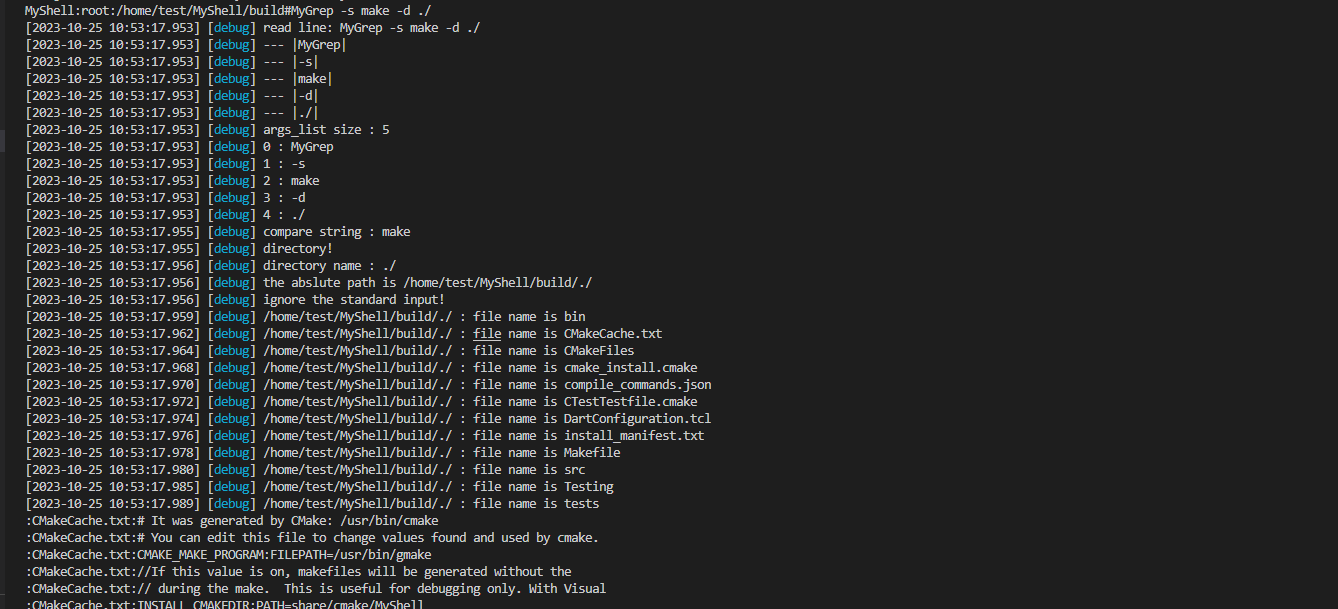 MyShell:root:/home/test/MyShell/build#MyGrep -s make -d ./
[2023-10-25 10:53:17.953] [debug] read line: MyGrep -s make -d ./
[2023-10-25 10:53:17.953] [debug] --- |MyGrep|
[2023-10-25 10:53:17.953] [debug] --- |-s|
[2023-10-25 10:53:17.953] [debug] --- |make|
[2023-10-25 10:53:17.953] [debug] --- |-d|
[2023-10-25 10:53:17.953] [debug] --- |./|
[2023-10-25 10:53:17.953] [debug] args_list size : 5
[2023-10-25 10:53:17.953] [debug] 0 : MyGrep
[2023-10-25 10:53:17.953] [debug] 1 : -s
[2023-10-25 10:53:17.953] [debug] 2 : make
[2023-10-25 10:53:17.953] [debug] 3 : -d
[2023-10-25 10:53:17.953] [debug] 4 : ./
[2023-10-25 10:53:17.955] [debug] compare string : make
[2023-10-25 10:53:17.955] [debug] directory!
[2023-10-25 10:53:17.956] [debug] directory name : ./
[2023-10-25 10:53:17.956] [debug] the abslute path is /home/test/MyShell/build/./
[2023-10-25 10:53:17.956] [debug] ignore the standard input!
[2023-10-25 10:53:17.959] [debug] /home/test/MyShell/build/./ : file name is bin
[2023-10-25 10:53:17.962] [debug] /home/test/MyShell/build/./ : file name is CMakeCache.txt
[2023-10-25 10:53:17.964] [debug] /home/test/MyShell/build/./ : file name is CMakeFiles
[2023-10-25 10:53:17.968] [debug] /home/test/MyShell/build/./ : file name is cmake_install.cmake
[2023-10-25 10:53:17.970] [debug] /home/test/MyShell/build/./ : file name is compile_commands.json
[2023-10-25 10:53:17.972] [debug] /home/test/MyShell/build/./ : file name is CTestTestfile.cmake
[2023-10-25 10:53:17.974] [debug] /home/test/MyShell/build/./ : file name is DartConfiguration.tcl
[2023-10-25 10:53:17.976] [debug] /home/test/MyShell/build/./ : file name is install_manifest.txt
[2023-10-25 10:53:17.978] [debug] /home/test/MyShell/build/./ : file name is Makefile
[2023-10-25 10:53:17.980] [debug] /home/test/MyShell/build/./ : file name is src
[2023-10-25 10:53:17.985] [debug] /home/test/MyShell/build/./ : file name is Testing
[2023-10-25 10:53:17.989] [debug] /home/test/MyShell/build/./ : file name is tests
:CMakeCache.txt:# It was generated by CMake: /usr/bin/cmake
:CMakeCache.txt:# You can edit this file to change values found and used by cmake.
:CMakeCache.txt:CMAKE_MAKE_PROGRAM:FILEPATH=/usr/bin/gmake
:CMakeCache.txt://If this value is on, makefiles will be generated without the
:CMakeCache.txt:// during the make.  This is useful for debugging only. With Visual
:CMakeCache.txt:INSTALL_CMAKEDIR:PATH=share/cmake/MyShell